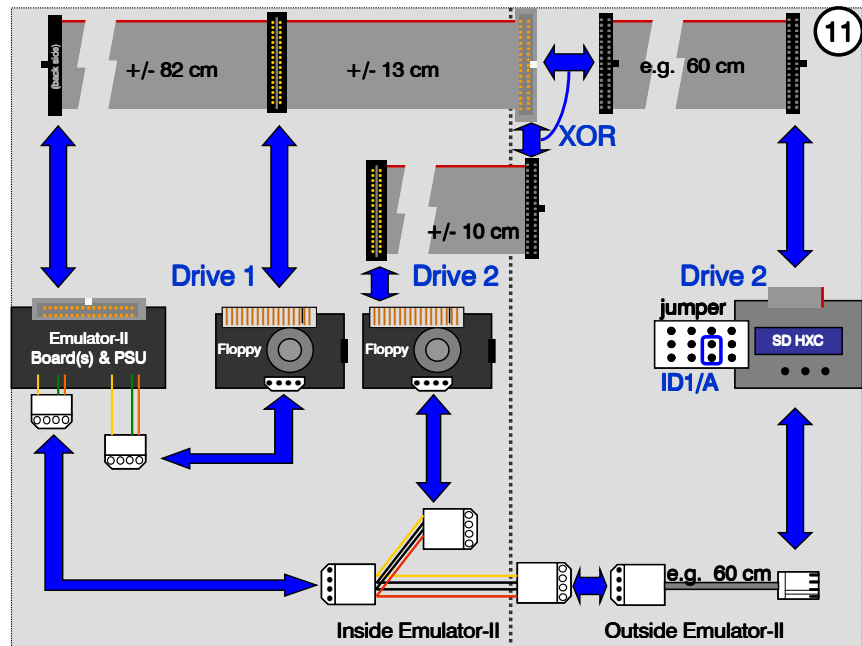 11
(back side)
+/- 82 cm
+/- 13 cm
e.g. 60 cm
XOR
+/- 10 cm
Drive 1
Drive 2
Drive 2
jumper
Emulator-II
Board(s) & PSU
Floppy
Floppy
SD HXC
ID1/A
e.g. 60 cm
Inside Emulator-II
Outside Emulator-II